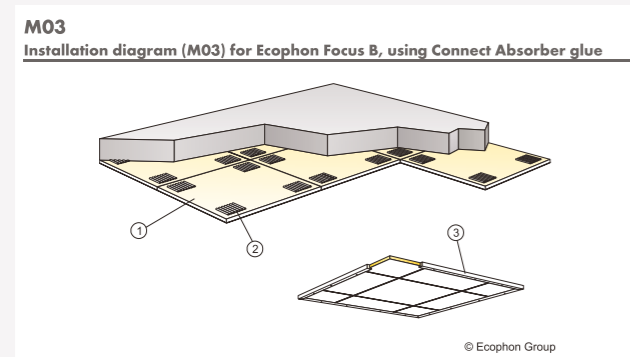 M03
Installation diagram (M03) for Ecophon Focus B, using Connect Absorber glue
1
2
3
© Ecophon Group